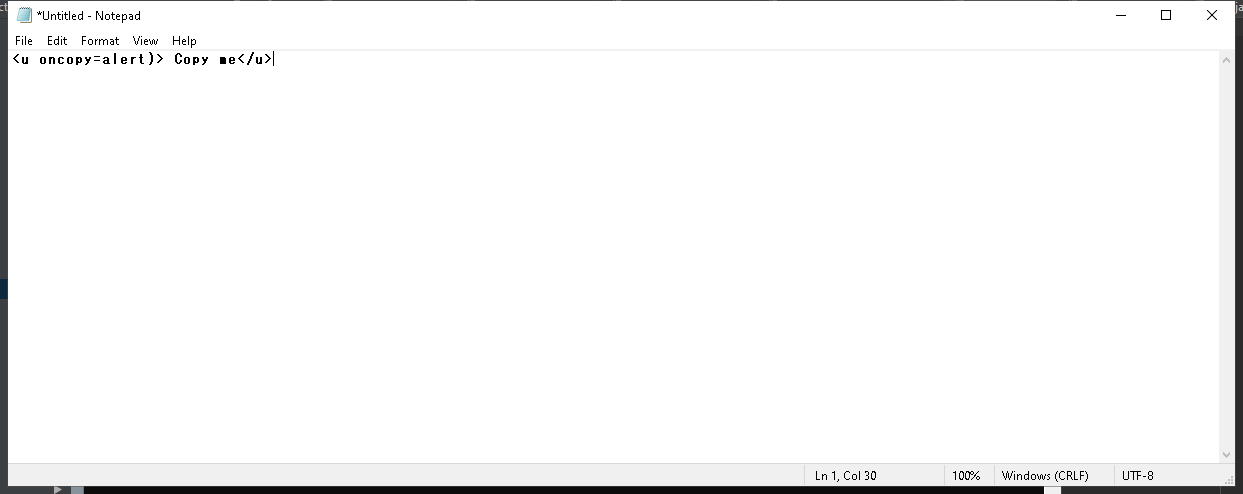 *Untitled - Notepad
File Edit Format View Help
<u oncopy=alert)> Copy me</u>
Ln 1, Col 30 100% Windows (CRLF) UTF-8